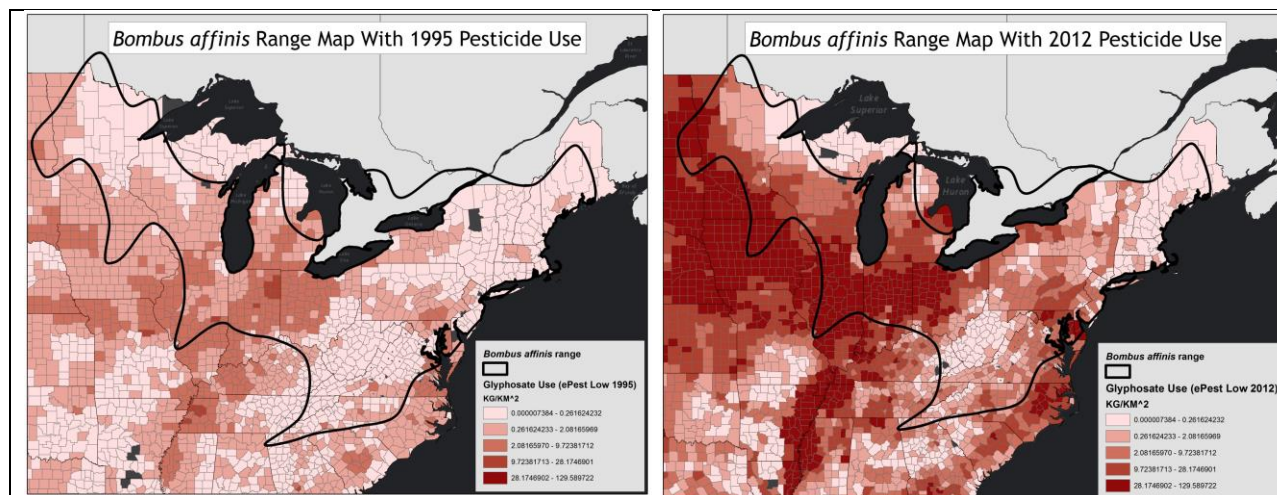 Bombus affinis Range Map With 1995 Pesticide Use
Lake Superior
Bombus affinis range
Glyphosate Use (ePest Low 1995)
KG/KM^2
0.000007384 - 0.261624232
0.261624233 - 2.08165969
2.08165970 - 9.72381712
9.72381713 - 28.1746901
28.1746902 - 129.589722
Bombus affinis Range Map With 2012 Pesticide Use
Lake
Superior
Lake
Huron
Bombus affinis range
Glyphosate Use (ePest Low 2012)
KG/KM^2
0.000007384 - 0.261624232
0.261624233 - 2.08165969
2.08165970 - 9.72381712
9.72381713 - 28.1746901
28.1746902 - 129.589722